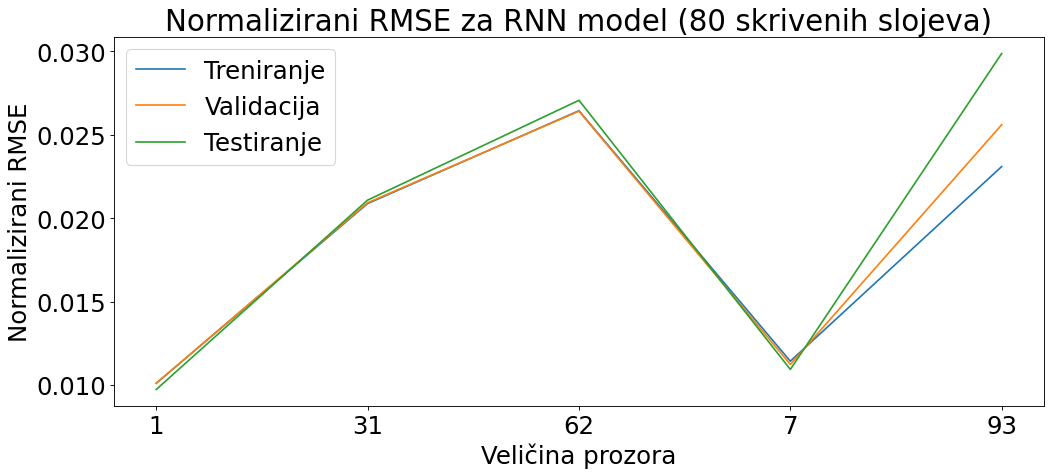 Normalizirani RMSE za RNN model (80 skrivenih slojeva)
0.030
0.025
0.020
0.015
0.010
Normalizirani RMSE
Treniranje
Validacija
Testiranje
1 31 62 7 93
Veličina prozora